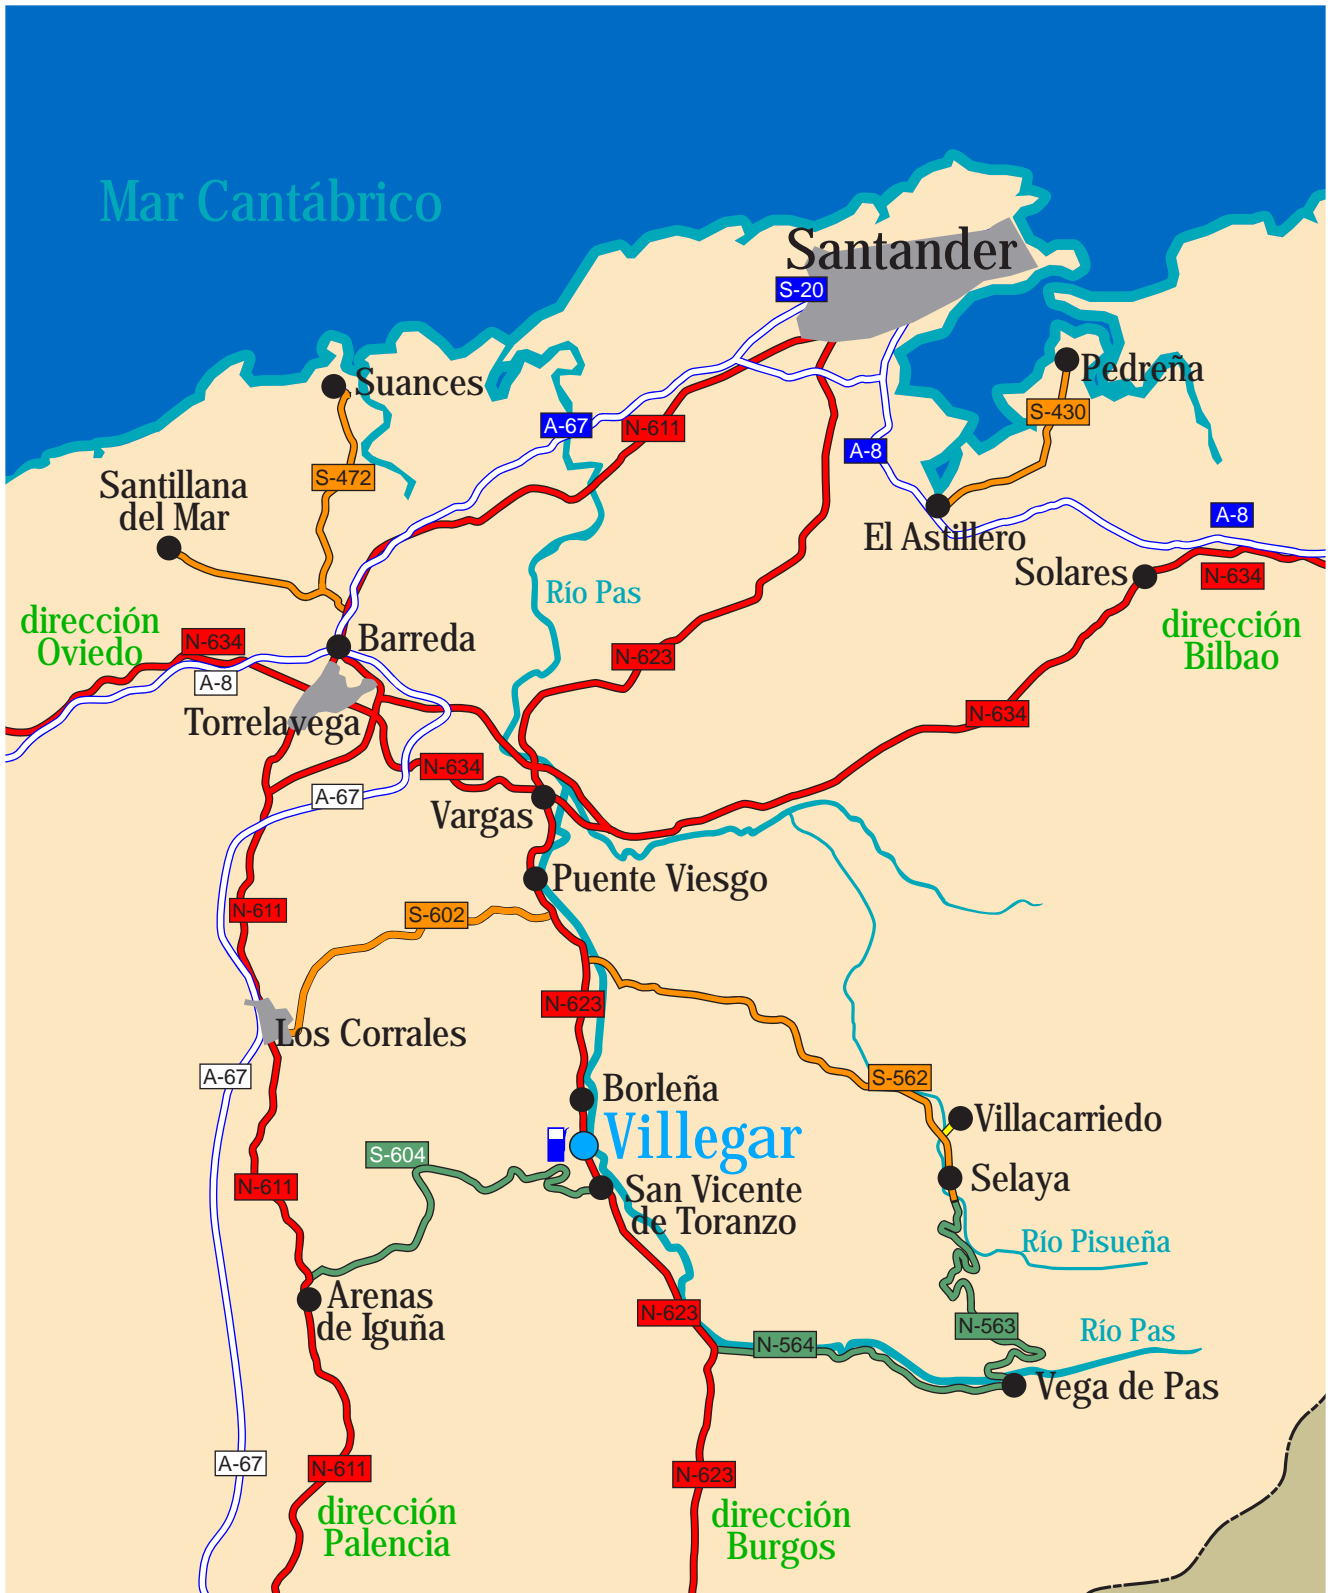 Mar Cantábrico
Santander
S-20
Pedreña
Suances
S-430
A-67
N-611
A-8
S-472
Santillana
del Mar
El Astillero
A-8
Solares
N-634
Río Pas
dirección
Oviedo
N-634
A-8
Barreda
dirección
Bilbao
N-623
Torrelavega
N-634
N-634
A-67
Vargas
Puente Viesgo
N-611
S-602
N-623
Los Corrales
A-67
S-562
Borleña
Villegar
Villacarriedo
S-604
N-611
San Vicente
de Toranzo
Selaya
Río Pisueña
Arenas
de Iguña
N-623
N-563
N-564
Río Pas
Vega de Pas
A-67
N-611
N-623
dirección
Palencia
dirección
Burgos